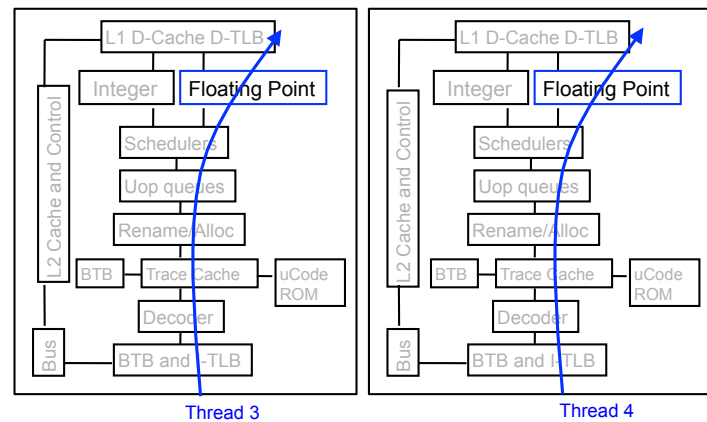 L1 D-Cache D-TLB
Integer
Floating Point
L2 Cache and Control
Schedulers
Uop queues
Rename/Alloc
BTB
Trace Cache
uCode
ROM
Decoder
Bus
BTB and I-TLB
Thread 3
L1 D-Cache D-TLB
Integer
Floating Point
L2 Cache and Control
Schedulers
Uop queues
Rename/Alloc
BTB
Trace Cache
uCode
ROM
Decoder
Bus
BTB and I-TLB
Thread 4